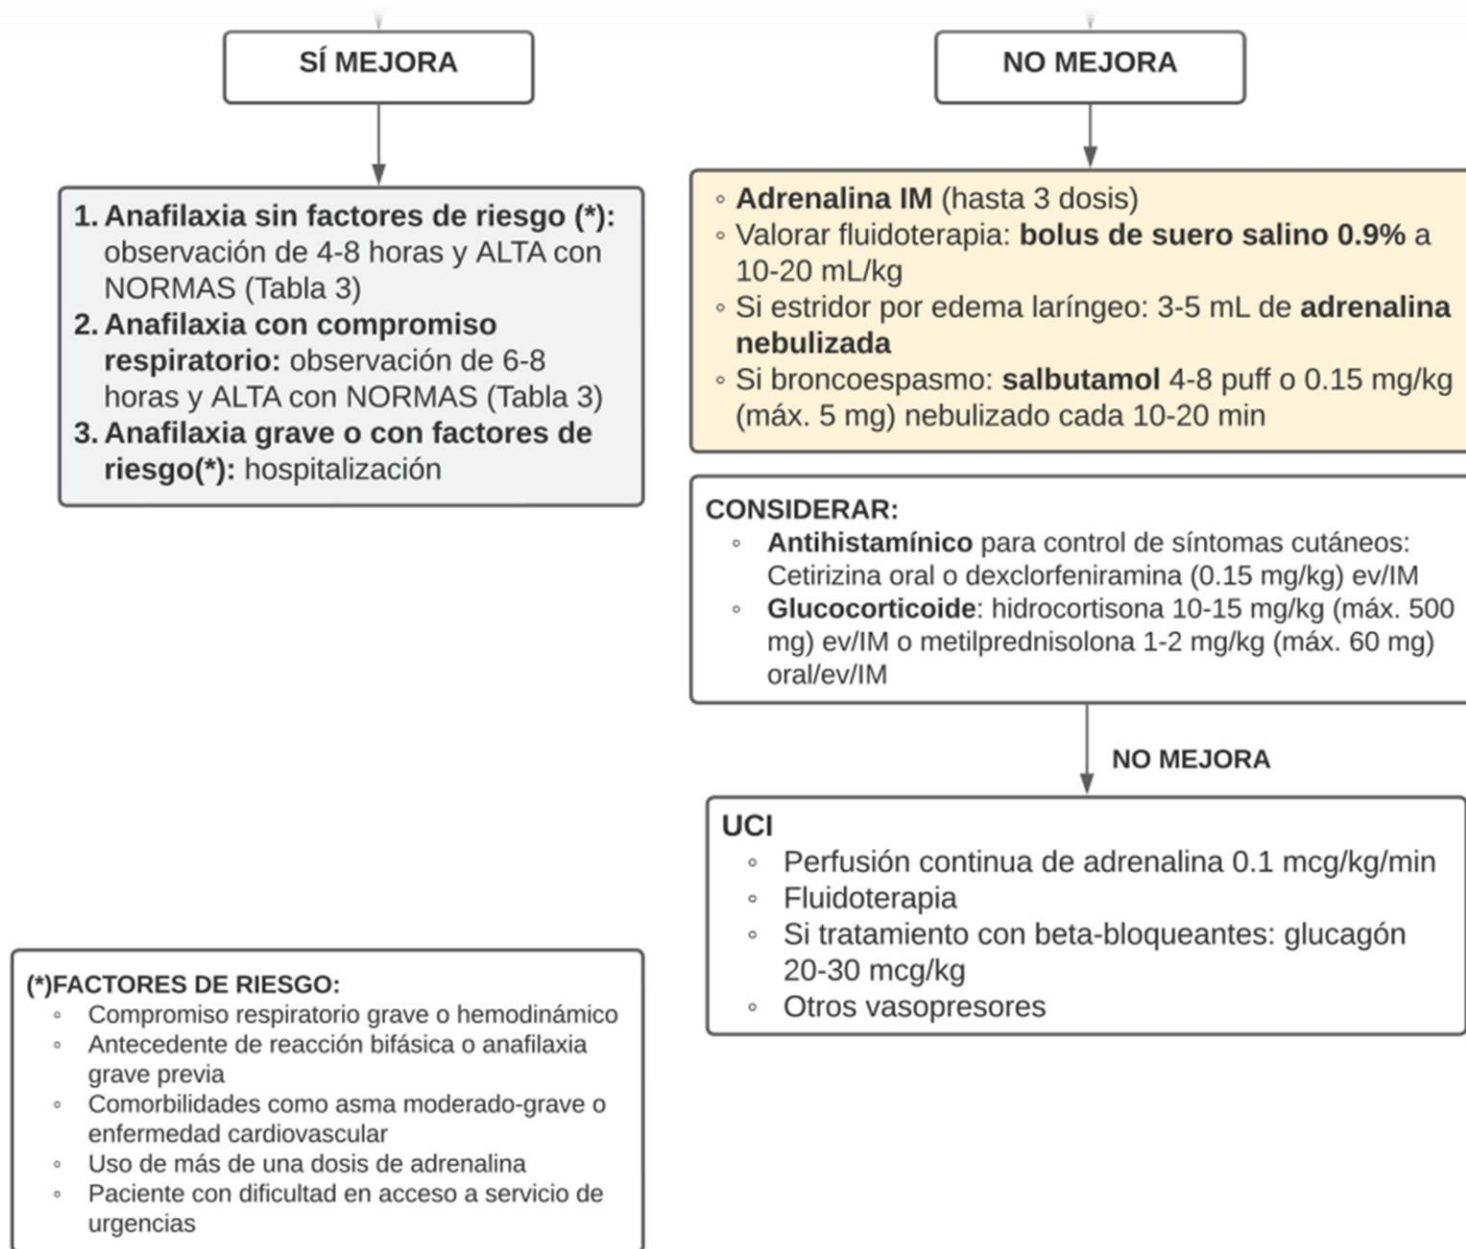 SÍ MEJORA
1. Anafilaxia sin factores de riesgo (*):
observación de 4-8 horas y ALTA con
NORMAS (Tabla 3)
2. Anafilaxia con compromiso
respiratorio: observación de 6-8
horas y ALTA con NORMAS (Tabla 3)
3. Anafilaxia grave o con factores de
riesgo(*): hospitalización
NO MEJORA
◦ Adrenalina IM (hasta 3 dosis)
◦ Valorar fluidoterapia: bolus de suero salino 0.9% a
10-20 mL/kg
◦ Si estridor por edema laríngeo: 3-5 mL de adrenalina
nebulizada
◦ Si broncoespasmo: salbutamol 4-8 puff o 0.15 mg/kg
(máx. 5 mg) nebulizado cada 10-20 min
CONSIDERAR:
◦ Antihistamínico para control de síntomas cutáneos:
Cetirizina oral o dexclorfeniramina (0.15 mg/kg) ev/IM
◦ Glucocorticoide: hidrocortisona 10-15 mg/kg (máx. 500
mg) ev/IM o metilprednisolona 1-2 mg/kg (máx. 60 mg)
oral/ev/IM
NO MEJORA
UCI
◦ Perfusión continua de adrenalina 0.1 mcg/kg/min
◦ Fluidoterapia
◦ Si tratamiento con beta-bloqueantes: glucagón
20-30 mcg/kg
◦ Otros vasopresores
(*)FACTORES DE RIESGO:
◦ Compromiso respiratorio grave o hemodinámico
◦ Antecedente de reacción bifásica o anafilaxia
grave previa
◦ Comorbilidades como asma moderado-grave o
enfermedad cardiovascular
◦ Uso de más de una dosis de adrenalina
◦ Paciente con dificultad en acceso a servicio de
urgencias